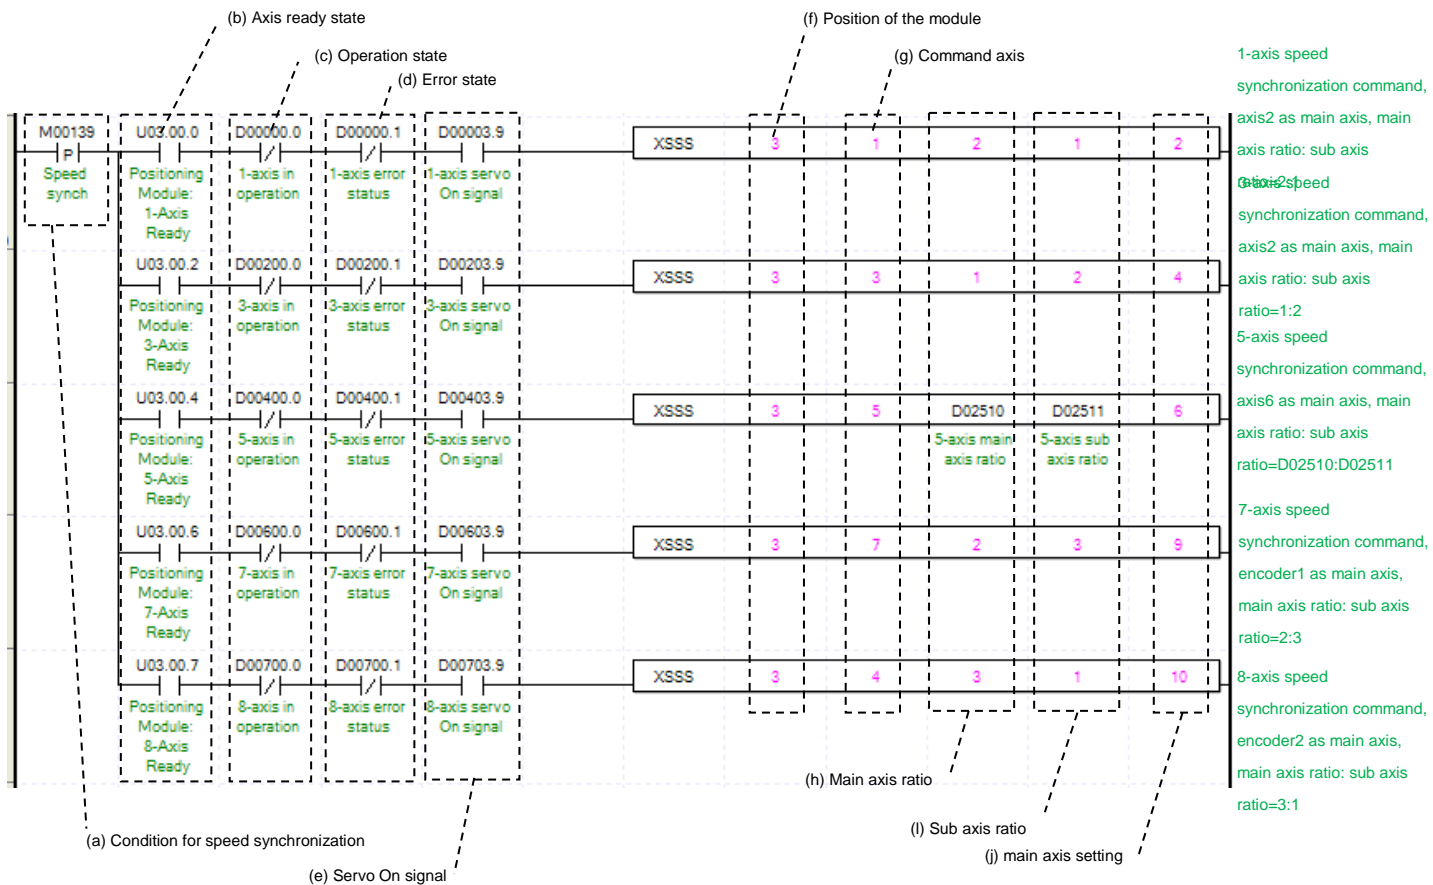 (b) Axis ready state
(f) Position of the module
(c) Operation state
(g) Command axis
(d) Error state
1-axis speed
synchronization command,
axis2 as main axis, main
axis ratio: sub axis
ratio=2:1
M00139
P
Speed
synch
U03.00.0
Positioning
Module:
1-Axis
Ready
D00000.0
1-axis in
operation
D00000.1
1-axis error
status
D00003.9
1-axis servo
On signal
XSSS 3 1 2 1 2
3-axis speed
synchronization command,
axis2 as main axis, main
axis ratio: sub axis
ratio=1:2
U03.00.2
Positioning
Module:
3-Axis
Ready
D00200.0
3-axis in
operation
D00200.1
3-axis error
status
D00203.9
3-axis servo
On signal
XSSS 3 3 1 2 4
5-axis speed
synchronization command,
axis6 as main axis, main
axis ratio: sub axis
ratio=D02510:D02511
U03.00.4
Positioning
Module:
5-Axis
Ready
D00400.0
5-axis in
operation
D00400.1
5-axis error
status
D00403.9
5-axis servo
On signal
XSSS 3 5 D02510 D02511 6
5-axis main
axis ratio
5-axis sub
axis ratio
7-axis speed
synchronization command,
encoder1 as main axis,
main axis ratio: sub axis
ratio=2:3
U03.00.6
Positioning
Module:
7-Axis
Ready
D00600.0
7-axis in
operation
D00600.1
7-axis error
status
D00603.9
7-axis servo
On signal
XSSS 3 7 2 3 9
8-axis speed
synchronization command,
encoder2 as main axis,
main axis ratio: sub axis
ratio=3:1
U03.00.7
Positioning
Module:
8-Axis
Ready
D00700.0
8-axis in
operation
D00700.1
8-axis error
status
D00703.9
8-axis servo
On signal
XSSS 3 4 3 1 10
(h) Main axis ratio
(l) Sub axis ratio
(a) Condition for speed synchronization
(j) main axis setting
(e) Servo On signal